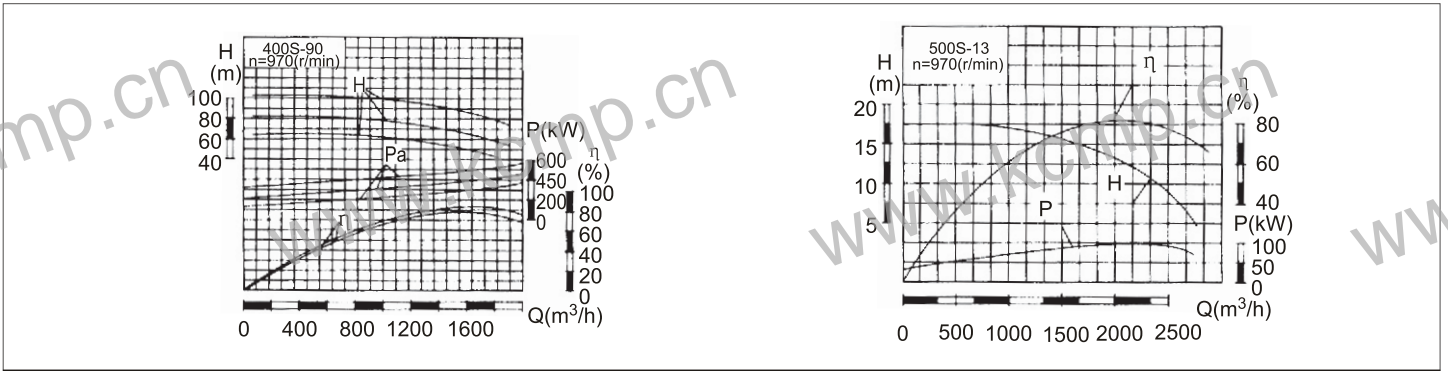 400S-90
n=970(r/min)
H
(m)
100
80
60
40
H
Pa
η
P(kW)
600
450
200
0
η
(%)
100
80
60
40
20
0
Q(m³/h)
0 400 800 1200 1600
500S-13
n=970(r/min)
H
(m)
20
15
10
5
η
H
P
η
(%)
80
60
40
P(kW)
100
50
0
Q(m³/h)
0 500 1000 1500 2000 2500
www.kcmp.cn
www.kcmp.cn
mp.cn
ww